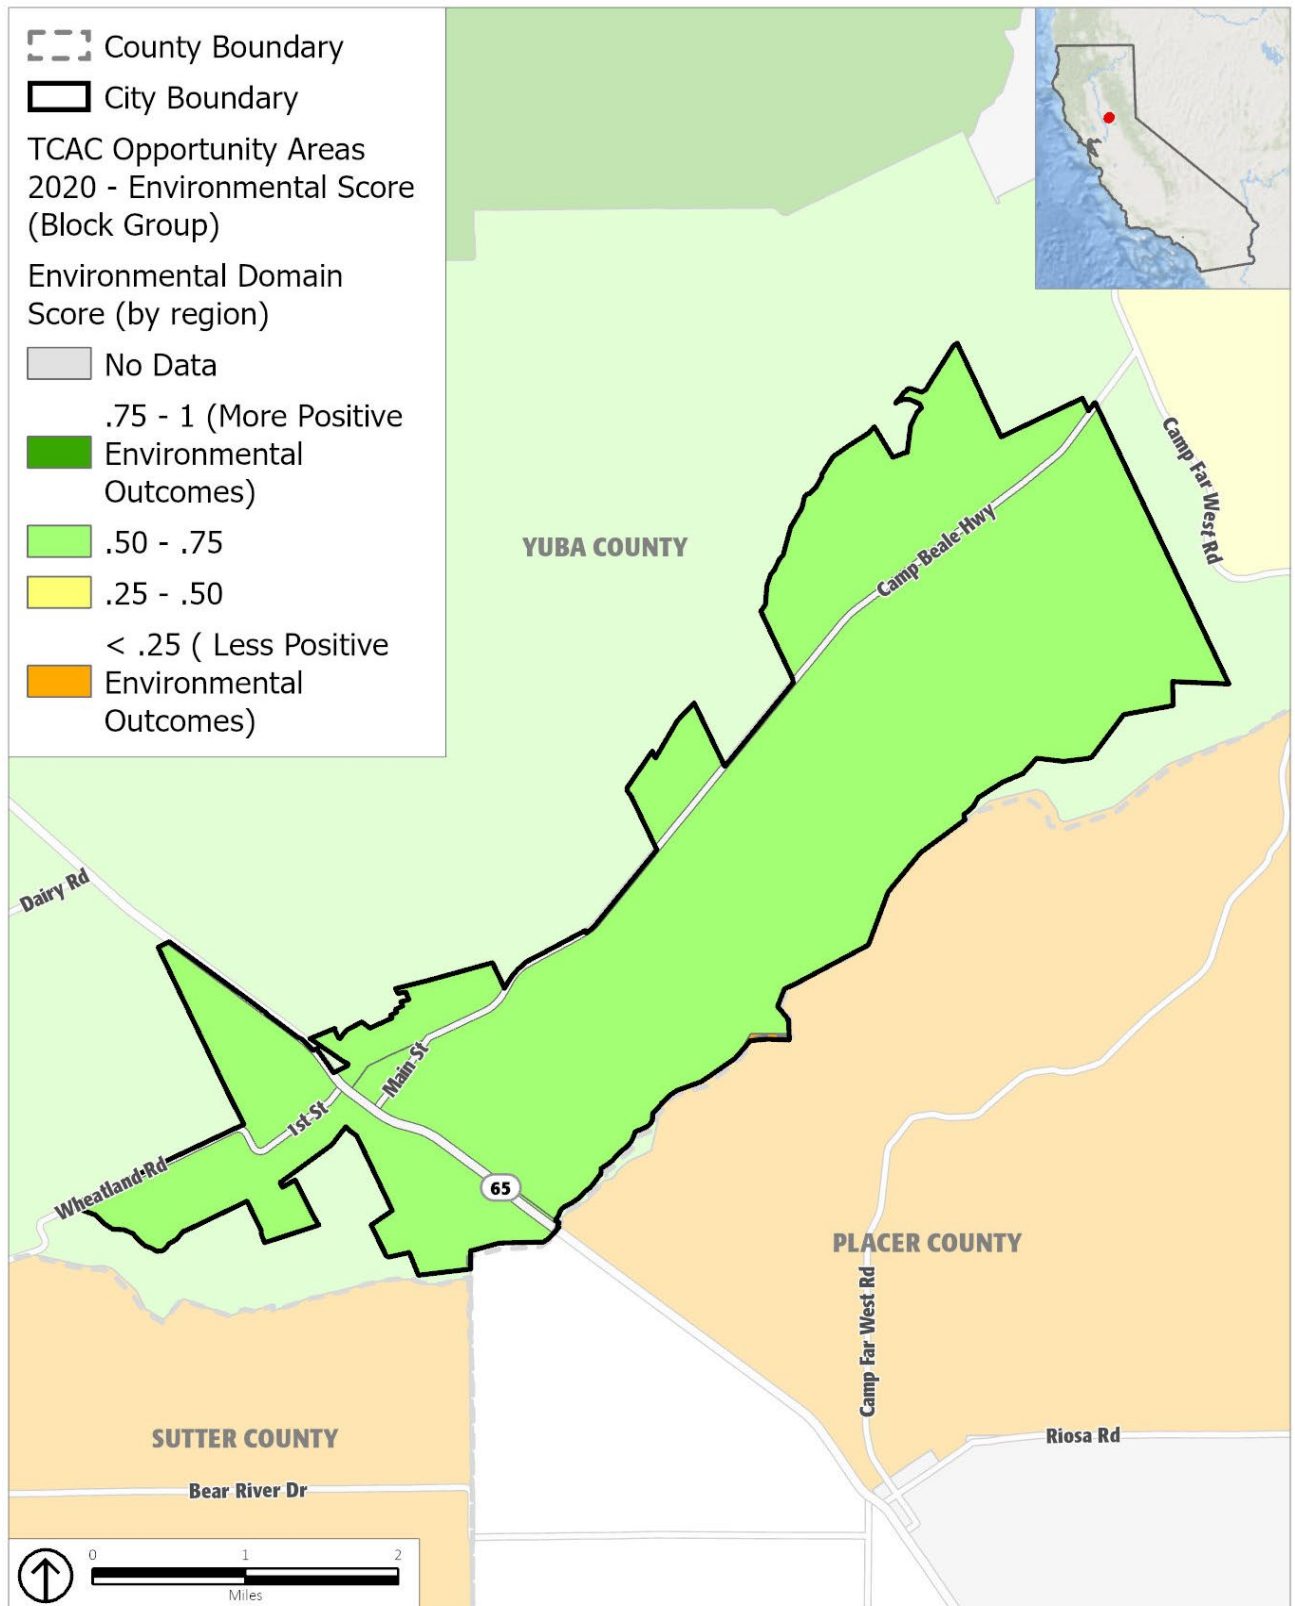 County Boundary
City Boundary
TCAC Opportunity Areas
2020 - Environmental Score
(Block Group)
Environmental Domain
Score (by region)
No Data
.75 - 1 (More Positive
Environmental
Outcomes)
.50 - .75
.25 - .50
< .25 ( Less Positive
Environmental
Outcomes)
Camp Far West Rd
YUBA COUNTY
Camp Beale Hwy
Dairy Rd
Main St
1st St
Wheatland Rd
65
PLACER COUNTY
Camp Far West Rd
SUTTER COUNTY
Riosa Rd
Bear River Dr
0 1 2
Miles